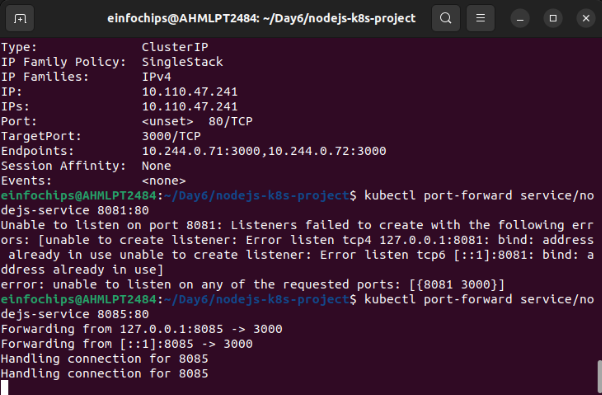 einfochips@AHMLPT2484: ~/Day6/nodejs-k8s-project
Type:              ClusterIP
IP Family Policy:  SingleStack
IP Families:       IPv4
IP:                10.110.47.241
IPs:               10.110.47.241
Port:              <unset>  80/TCP
TargetPort:        3000/TCP
Endpoints:         10.244.0.71:3000,10.244.0.72:3000
Session Affinity:  None
Events:            <none>
einfochips@AHMLPT2484:~/Day6/nodejs-k8s-project$ kubectl port-forward service/no
dejs-service 8081:80
Unable to listen on port 8081: Listeners failed to create with the following err
ors: [unable to create listener: Error listen tcp4 127.0.0.1:8081: bind: address
 already in use unable to create listener: Error listen tcp6 [::1]:8081: bind: a
ddress already in use]
error: unable to listen on any of the requested ports: [{8081 3000}]
einfochips@AHMLPT2484:~/Day6/nodejs-k8s-project$ kubectl port-forward service/no
dejs-service 8085:80
Forwarding from 127.0.0.1:8085 -> 3000
Forwarding from [::1]:8085 -> 3000
Handling connection for 8085
Handling connection for 8085